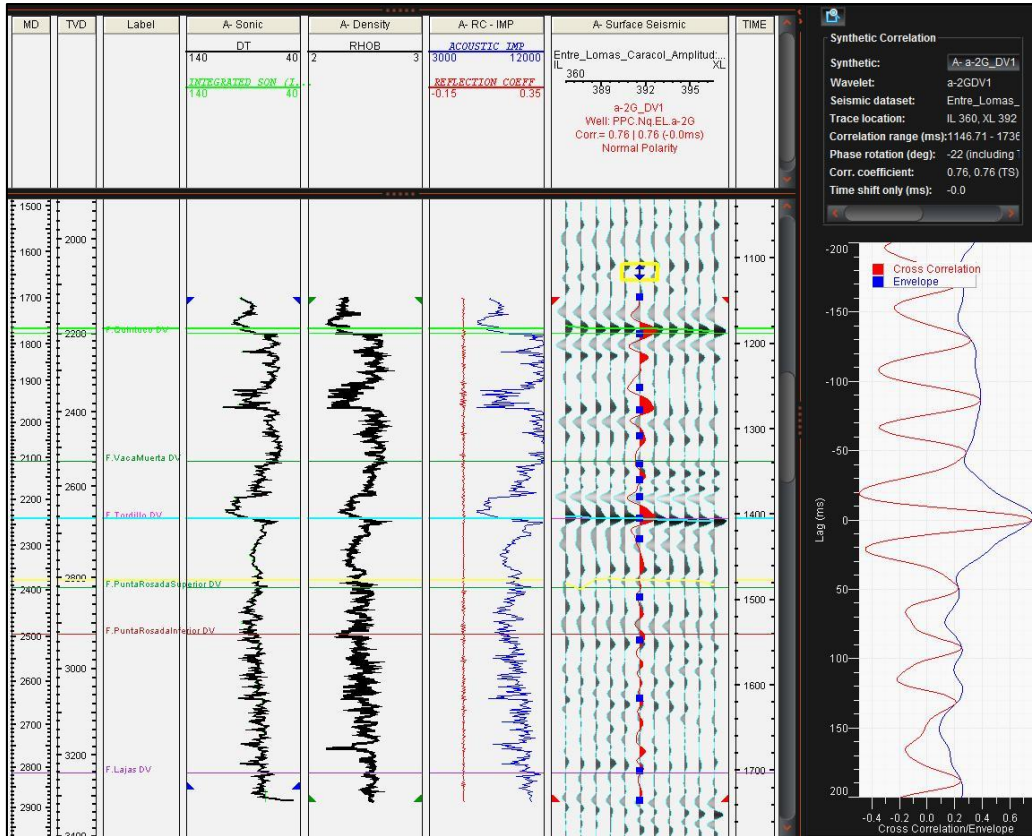 MD TVD Label A- Sonic A- Density A- RC - IMP A- Surface Seismic TIME
DT RHOB ACOUSTIC IMP Entre_Lomas_Caracol_Amplitud:...
140 40 2 3 3000 12000 IL XL
360
INTEGRATED SON (I... REFLECTION COEFF 389 392 395
140 40 -0.15 0.35
a-2G_DV1
Well: PPC.Nq.EL.a-2G
Corr.= 0.76 | 0.76 (-0.0ms)
Normal Polarity
Synthetic Correlation
Synthetic: A- a-2G_DV1
Wavelet: a-2GDV1
Seismic dataset: Entre_Lomas_
Trace location: IL 360, XL 392
Correlation range (ms): 1146.71 - 1736
Phase rotation (deg): -22 (including
Corr. coefficient: 0.76, 0.76 (TS)
Time shift only (ms): -0.0
1500
1600
1700
1800
1900
2000
2100
2200
2300
2400
2500
2600
2700
2800
2900
2000
2200
2400
2600
2800
3000
3200
F.Quintuco DV
F.VacaMuerta DV
F.Tordillo DV
F.PuntaRosadaSuperior DV
F.PuntaRosadaInferior DV
F.Lajas DV
1100
1200
1300
1400
1500
1600
1700
Cross Correlation
Envelope
-200
-150
-100
-50
0
50
100
150
200
Lag (ms)
-0.4 -0.2 0.0 0.2 0.4 0.6
Cross Correlation/Envelope